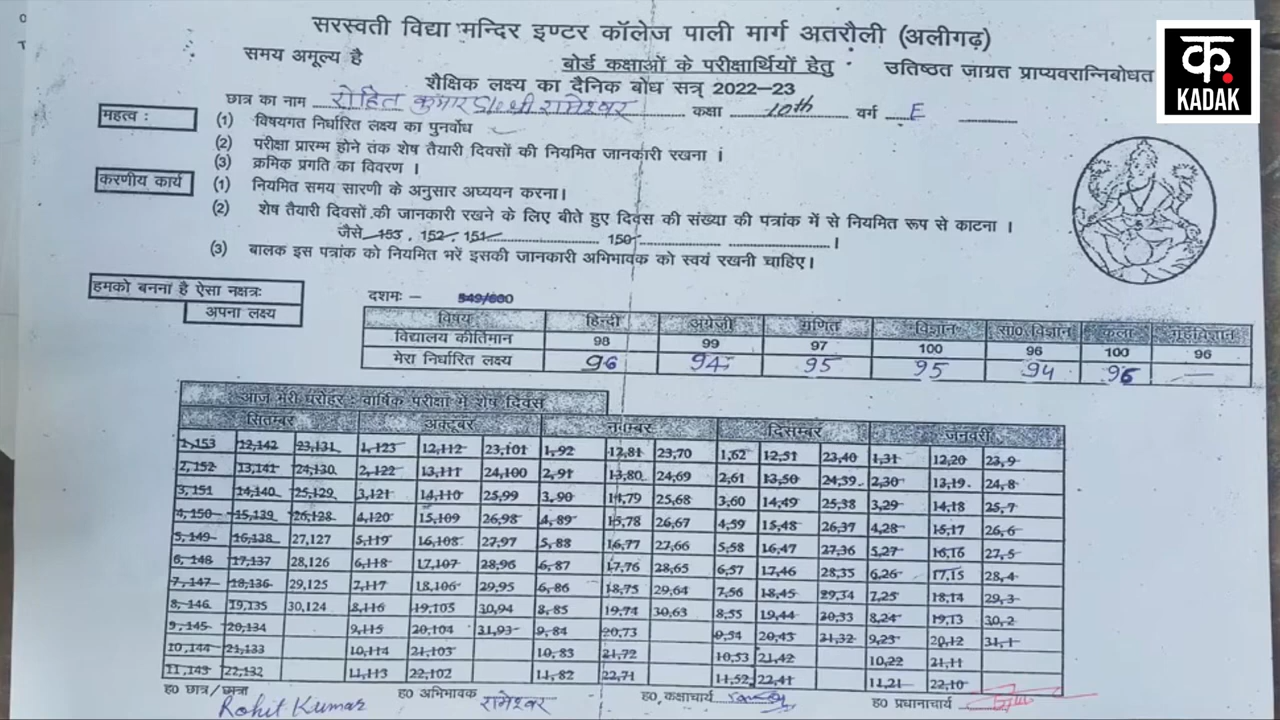 सरस्वती विद्या मन्दिर इण्टर कॉलेज पाली मार्ग अतरौली (अलीगढ़)
क.
KADAK
समय अमूल्य है बोर्ड कक्षाओं के परीक्षार्थियों हेतु उतिष्ठत जाग्रत प्राप्यवरान्निबोधत
शैक्षिक लक्ष्य का दैनिक बोध सत्र् 2022-23
छात्र का नाम रोहित कुमार S/० श्री रामेश्वर कक्षा 10th वर्ग E
महत्व :
(1) विषयगत निर्धारित लक्ष्य का पुनर्वोध
(2) परीक्षा प्रारम्भ होने तक शेष तैयारी दिवसों की नियमित जानकारी रखना ।
(3) क्रमिक प्रगति का विवरण ।
करणीय कार्य
(1) नियमित समय सारणी के अनुसार अध्ययन करना।
(2) शेष तैयारी दिवसों की जानकारी रखने के लिए बीते हुए दिवस की संख्या की पत्रांक में से नियमित रूप से काटना ।
जैसे 153, 152, 151 150 ।
(3) बालक इस पत्रांक को नियमित भरें इसकी जानकारी अभिभावक को स्वयं रखनी चाहिए।
हमको बनना है ऐसा नक्षत्रः
अपना लक्ष्य
दशमः – 549/600
विषय हिन्दी अंग्रेजी गणित विज्ञान सा० विज्ञान कला गृहविज्ञान
विद्यालय कीर्तिमान 98 99 97 100 96 100 96
मेरा निर्धारित लक्ष्य 96 94 95 95 94 96 —
आज मेरी धरोहर : वार्षिक परीक्षा में शेष दिवस
सितम्बर अक्टूबर नवम्बर दिसम्बर जनवरी
1,153 12,142 23,131 1,123 12,112 23,101 1,92 12,81 23,70 1,62 12,51 23,40 1,31 12,20 23,9
2,152 13,141 24,130 2,122 13,111 24,100 2,91 13,80 24,69 2,61 13,50 24,39 2,30 13,19 24,8
3,151 14,140 25,129 3,121 14,110 25,99 3,90 14,79 25,68 3,60 14,49 25,38 3,29 14,18 25,7
4,150 15,139 26,128 4,120 15,109 26,98 4,89 15,78 26,67 4,59 15,48 26,37 4,28 15,17 26,6
5,149 16,138 27,127 5,119 16,108 27,97 5,88 16,77 27,66 5,58 16,47 27,36 5,27 16,16 27,5
6,148 17,137 28,126 6,118 17,107 28,96 6,87 17,76 28,65 6,57 17,46 28,35 6,26 17,15 28,4
7,147 18,136 29,125 7,117 18,106 29,95 6,86 18,75 29,64 7,56 18,45 29,34 7,25 18,14 29,3
8,146 19,135 30,124 8,116 19,105 30,94 8,85 19,74 30,63 8,55 19,44 30,33 8,24 19,13 30,2
9,145 20,134 9,115 20,104 31,93 9,84 20,73 9,54 20,43 31,32 9,23 20,12 31,1
10,144 21,133 10,114 21,103 10,83 21,72 10,53 21,42 10,22 21,11
11,143 22,132 11,113 22,102 11,82 22,71 11,52 22,41 11,21 22,10
ह० छात्र/छात्रा Rohit Kumar ह० अभिभावक रामेश्वर ह० कक्षाचार्य ह० प्रधानाचार्य